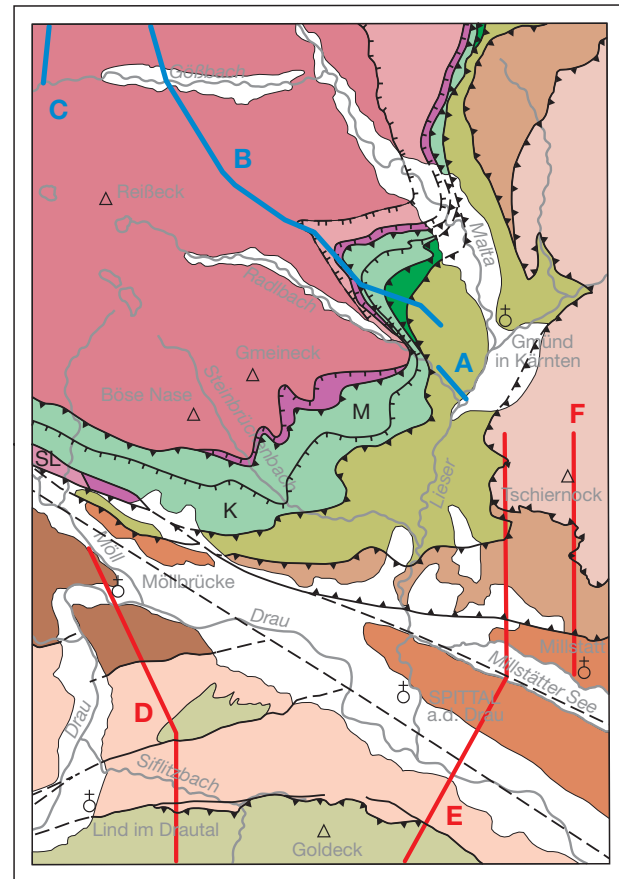 Gößbach
C
B
Reißeck
Malta
Radlbach
Gmünd
in Kärnten
A
Gmeineck
Böse Nase
Steinbrückenbach
M
F
SL
Lieser
Tschiernock
K
Möll
Möllbrücke
Drau
Millstatt
Millstätter See
SPITTAL
a.d. Drau
D
Drau
Siflitzbach
E
Lind im Drautal
Goldeck